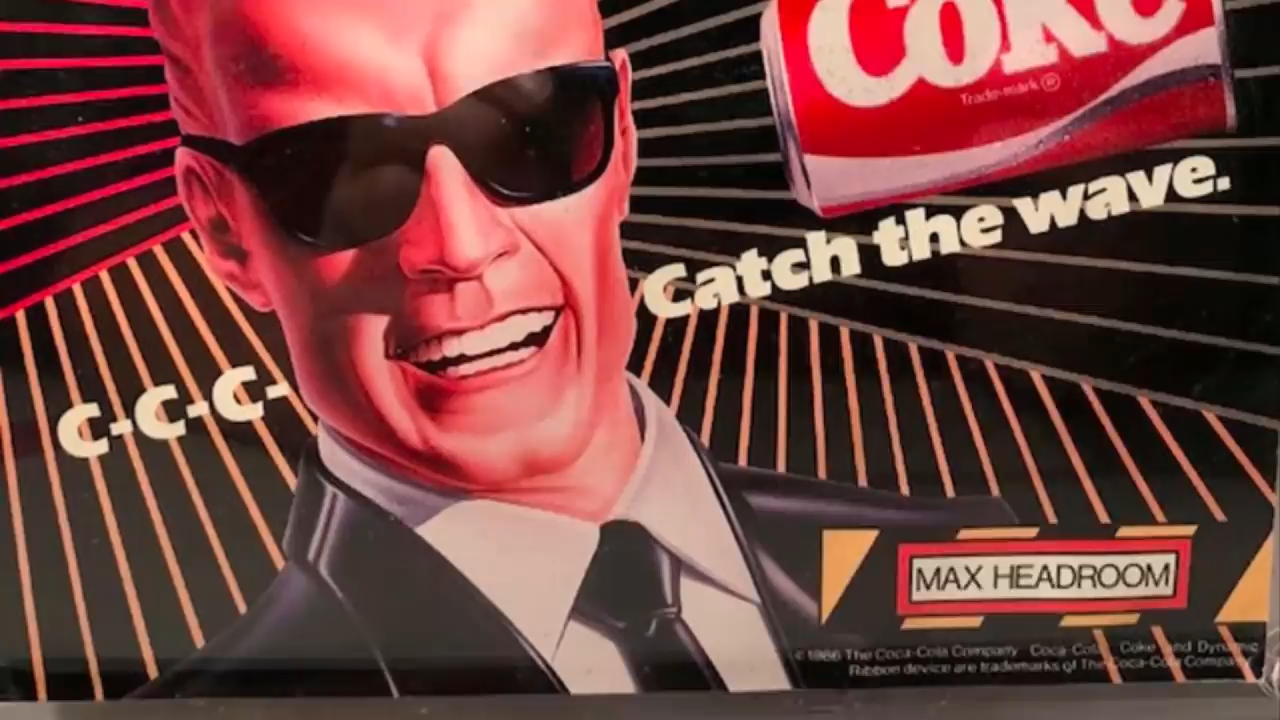 Coke
Trade-mark ®
Catch the wave.
C-C-C-
MAX HEADROOM
© 1986 The Coca-Cola Company Coca-Cola Coke and Dynamic
Ribbon device are trademarks of The Coca-Cola Company